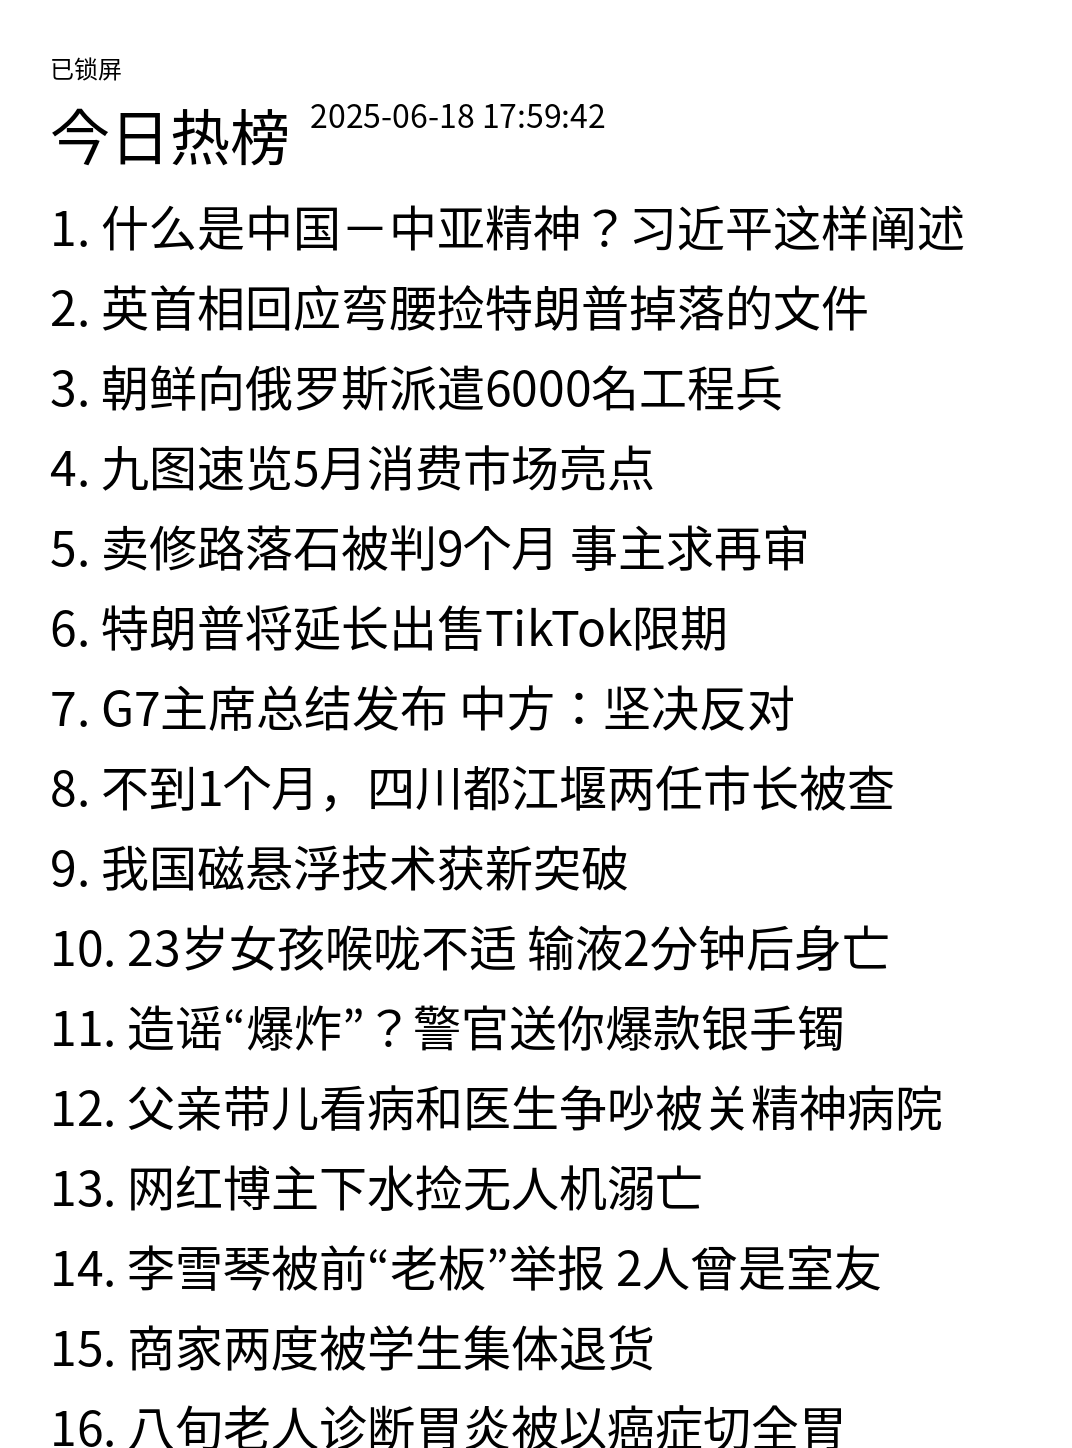 已锁屏
今日热榜 2025-06-18 17:59:42
1. 什么是中国－中亚精神？习近平这样阐述
2. 英首相回应弯腰捡特朗普掉落的文件
3. 朝鲜向俄罗斯派遣6000名工程兵
4. 九图速览5月消费市场亮点
5. 卖修路落石被判9个月 事主求再审
6. 特朗普将延长出售TikTok限期
7. G7主席总结发布 中方：坚决反对
8. 不到1个月，四川都江堰两任市长被查
9. 我国磁悬浮技术获新突破
10. 23岁女孩喉咙不适 输液2分钟后身亡
11. 造谣“爆炸”？警官送你爆款银手镯
12. 父亲带儿看病和医生争吵被关精神病院
13. 网红博主下水捡无人机溺亡
14. 李雪琴被前“老板”举报 2人曾是室友
15. 商家两度被学生集体退货
16. 八旬老人诊断胃炎被以癌症切全胃